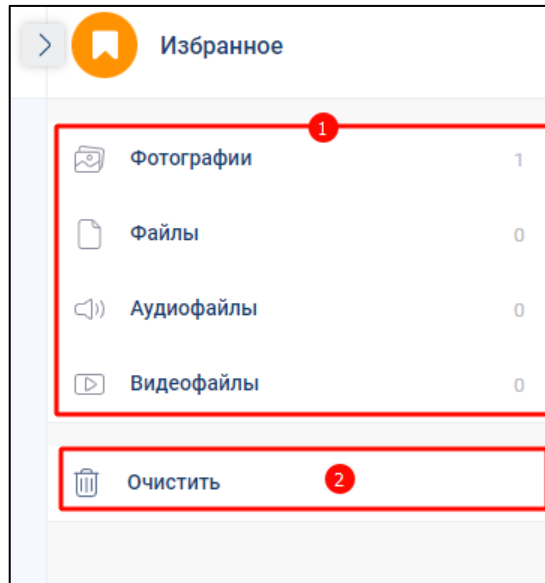 Избранное
1
Фотографии 1
Файлы 0
Аудиофайлы 0
Видеофайлы 0
Очистить 2